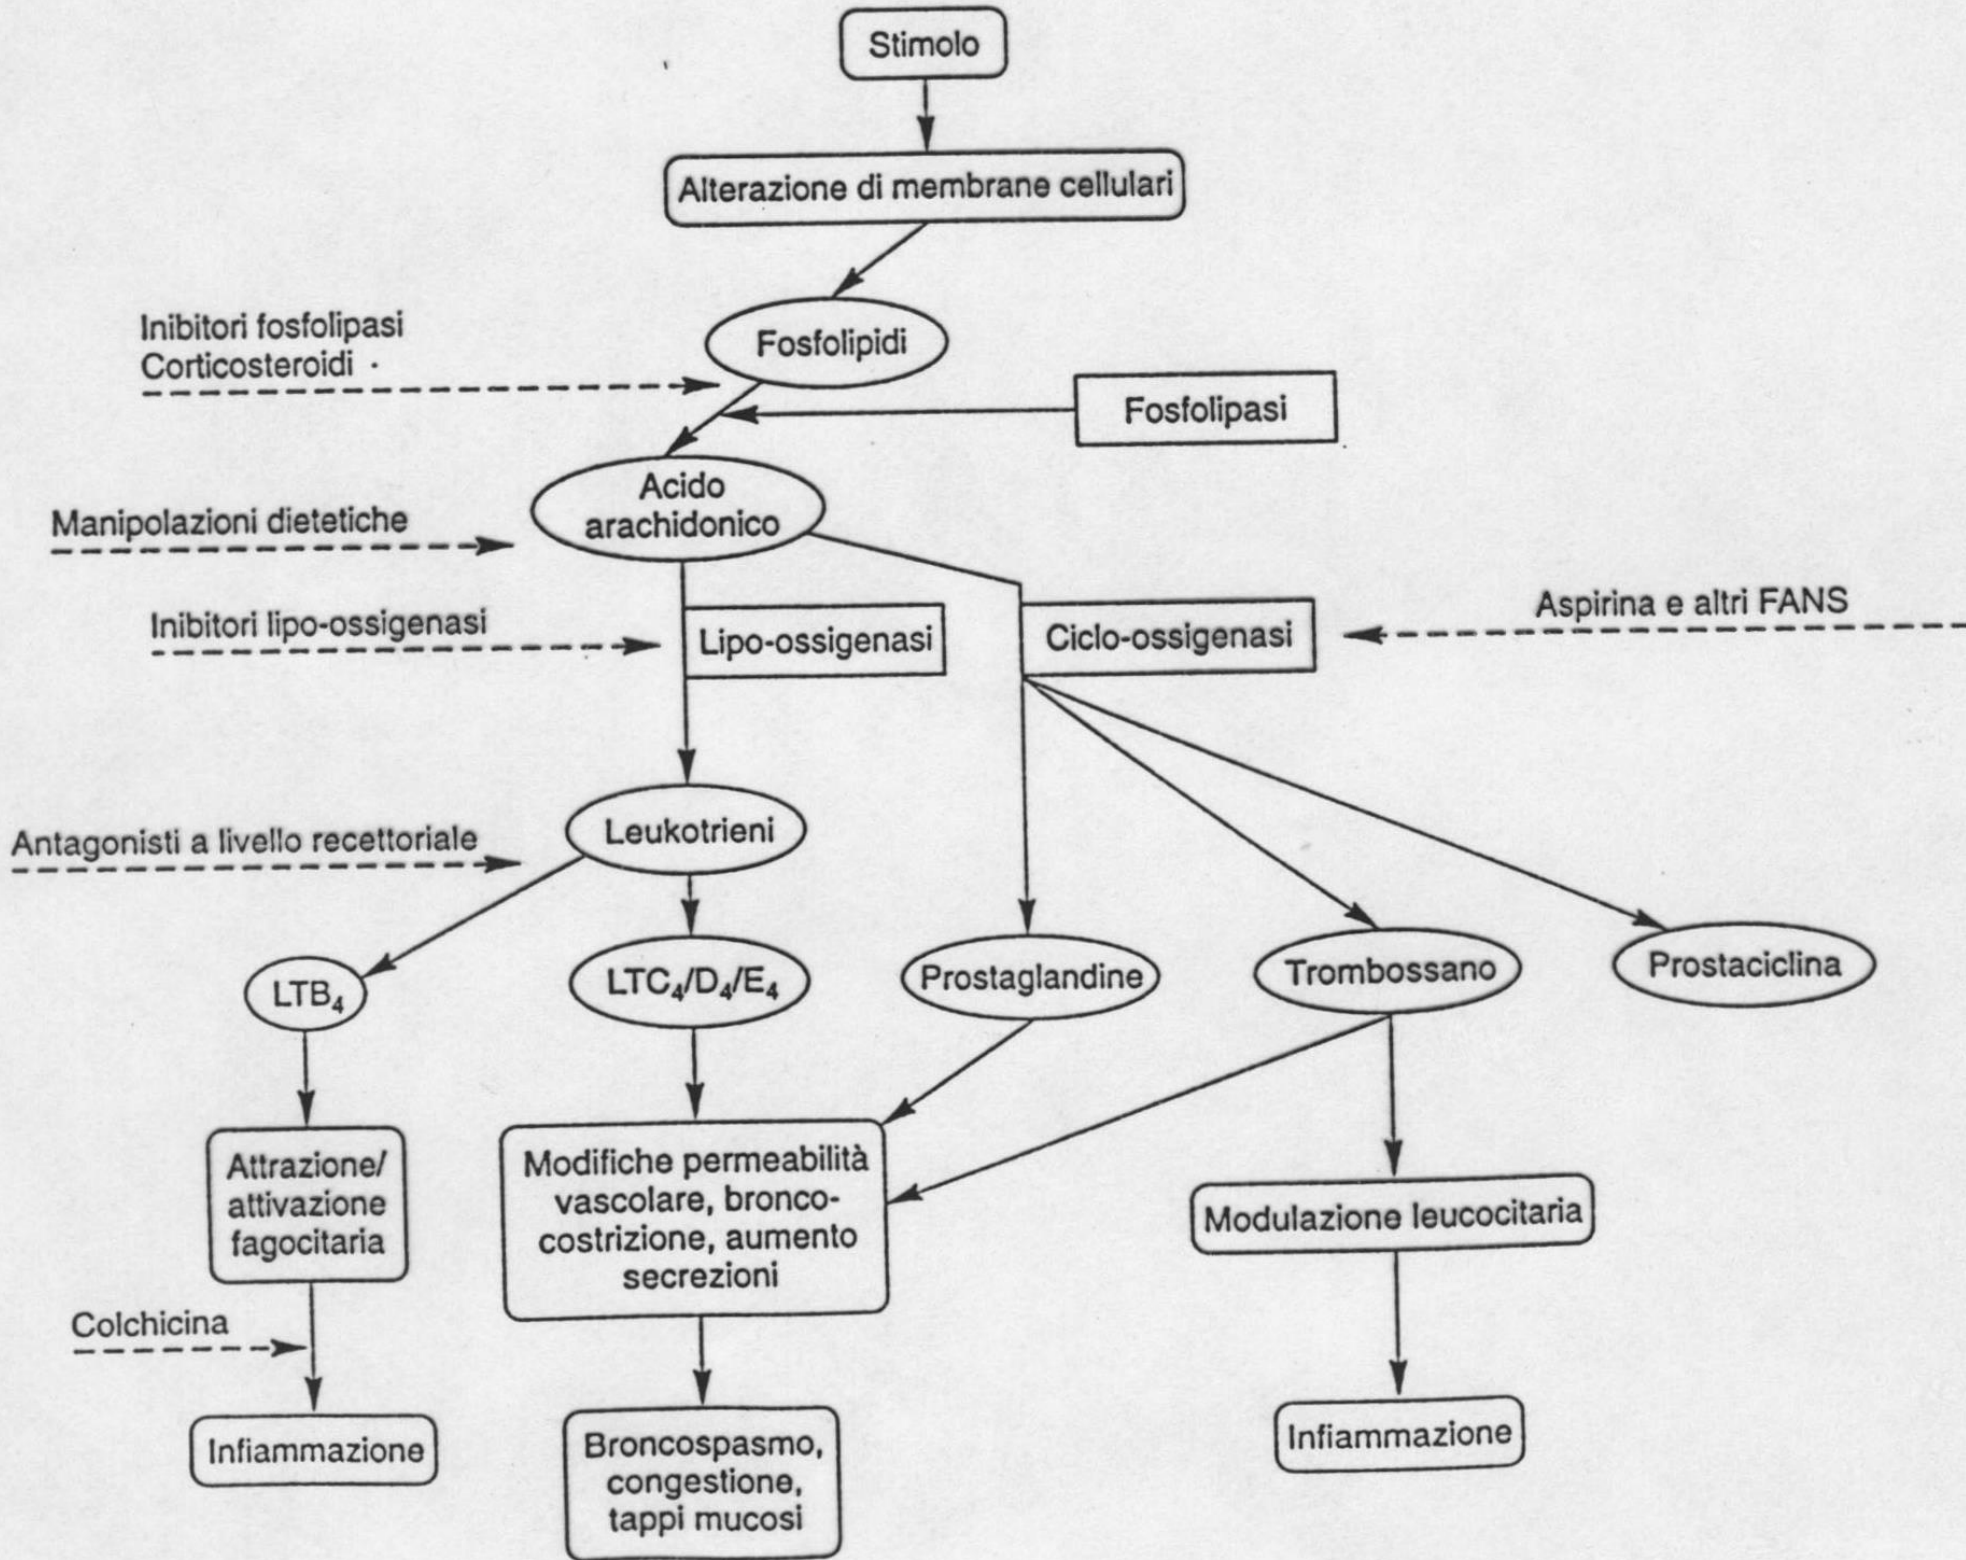 Stimolo
Alterazione di membrane cellulari
Inibitori fosfolipasi
Corticosteroidi
Fosfolipidi
Fosfolipasi
Acido
arachidonico
Manipolazioni dietetiche
Inibitori lipo-ossigenasi
Lipo-ossigenasi
Ciclo-ossigenasi
Aspirina e altri FANS
Antagonisti a livello recettoriale
Leukotrieni
LTB₄
LTC₄/D₄/E₄
Prostaglandine
Trombossano
Prostaciclina
Attrazione/
attivazione
fagocitaria
Modifiche permeabilità
vascolare, bronco-
costrizione, aumento
secrezioni
Modulazione leucocitaria
Colchicina
Infiammazione
Broncospasmo,
congestione,
tappi mucosi
Infiammazione